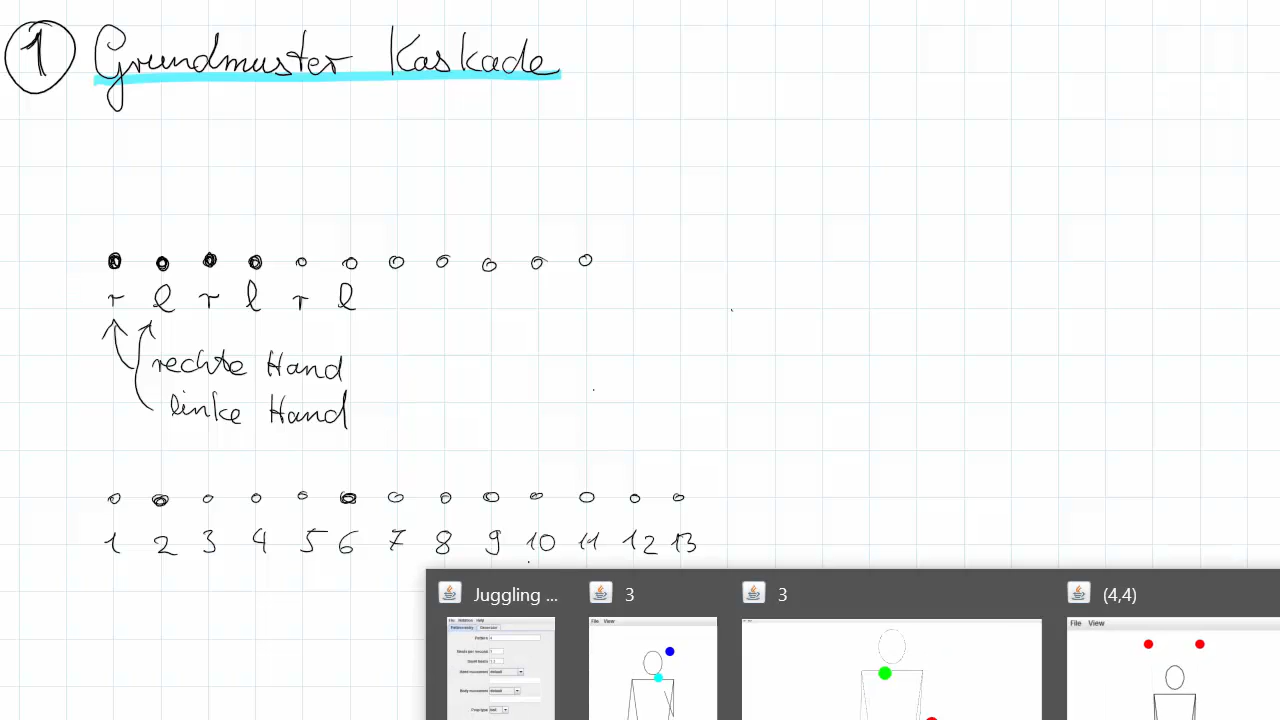 1 Grundmuster Kaskade
r l r l r l
rechte Hand
linke Hand
1 2 3 4 5 6 7 8 9 10 11 12 13
Juggling ... 3 3 (4,4)
File View File View